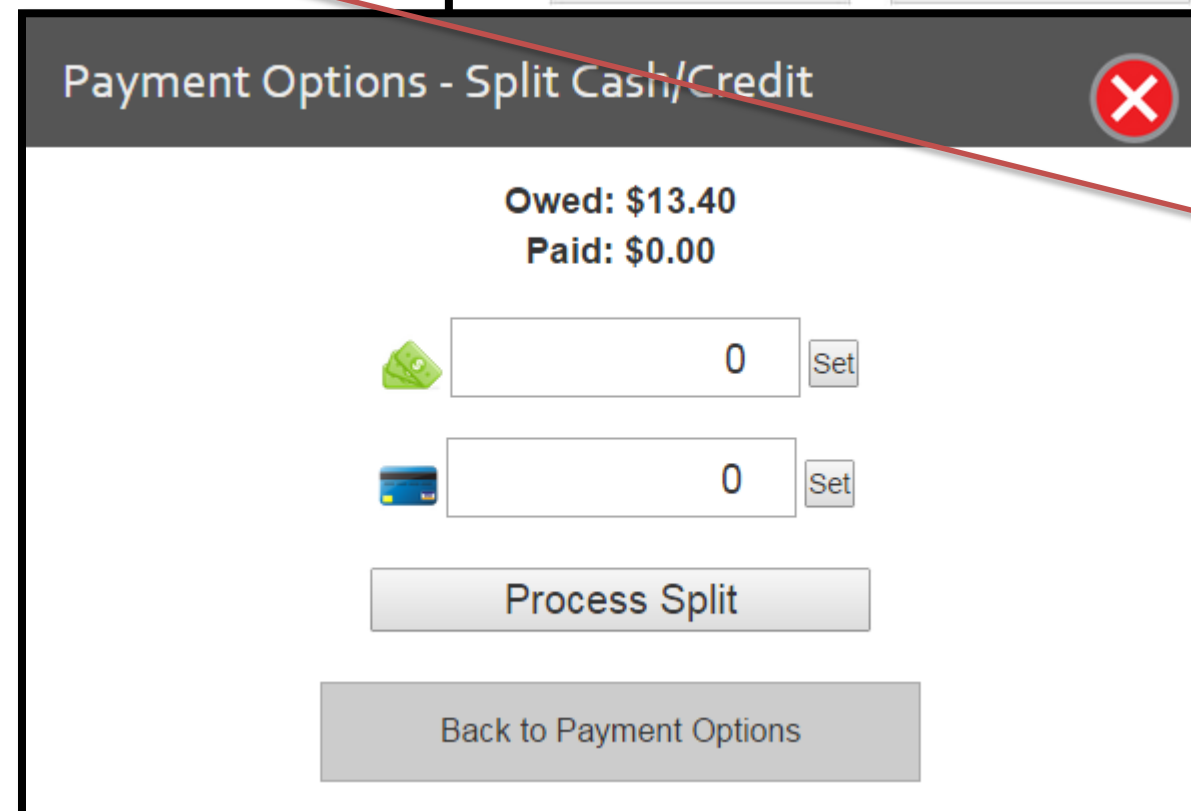 Payment Options - Split Cash/Credit
Owed: $13.40
Paid: $0.00
0 Set
0 Set
Process Split
Back to Payment Options